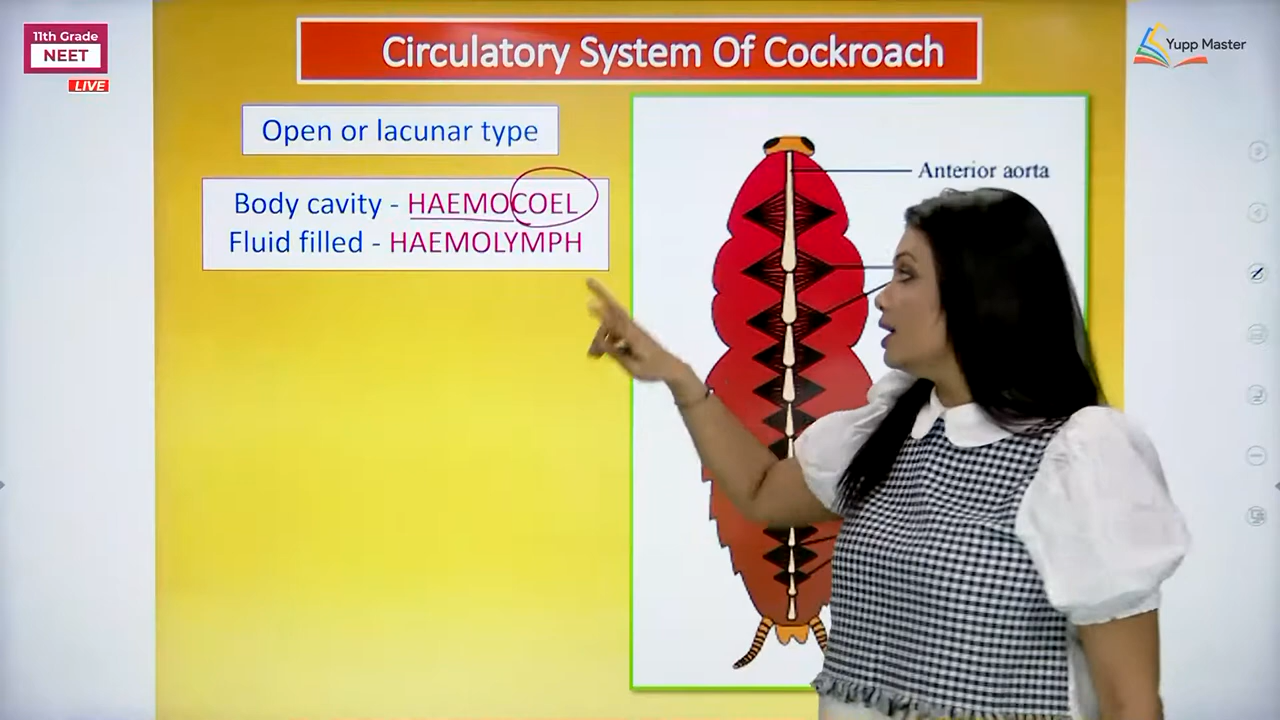 11th Grade
NEET
LIVE
Circulatory System Of Cockroach
Yupp Master
Open or lacunar type
Body cavity - HAEMOCOEL
Fluid filled - HAEMOLYMPH
Anterior aorta